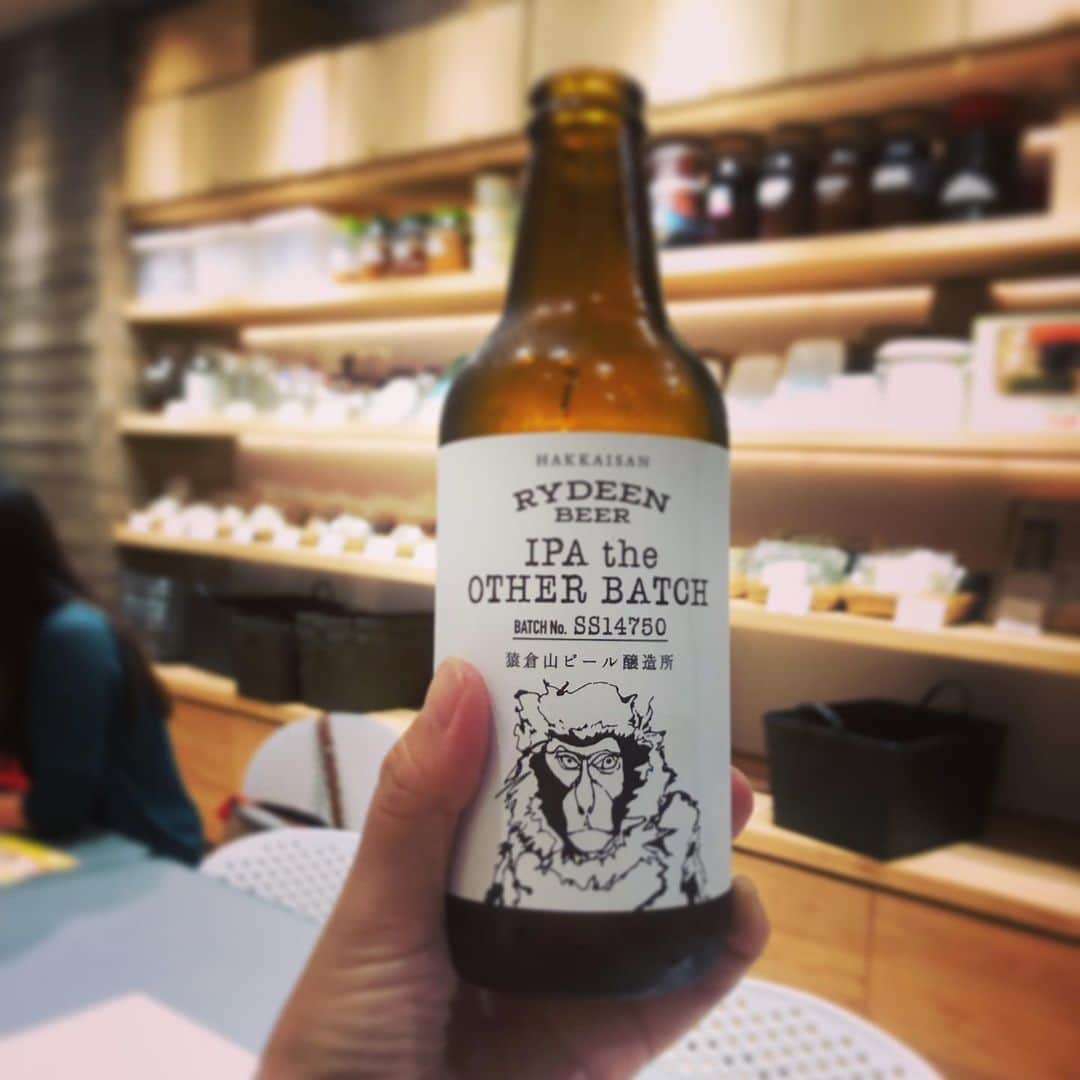 HAKKAISAN
RYDEEN
BEER
IPA the
OTHER BATCH
BATCH No. SS14750
猿倉山ビール醸造所